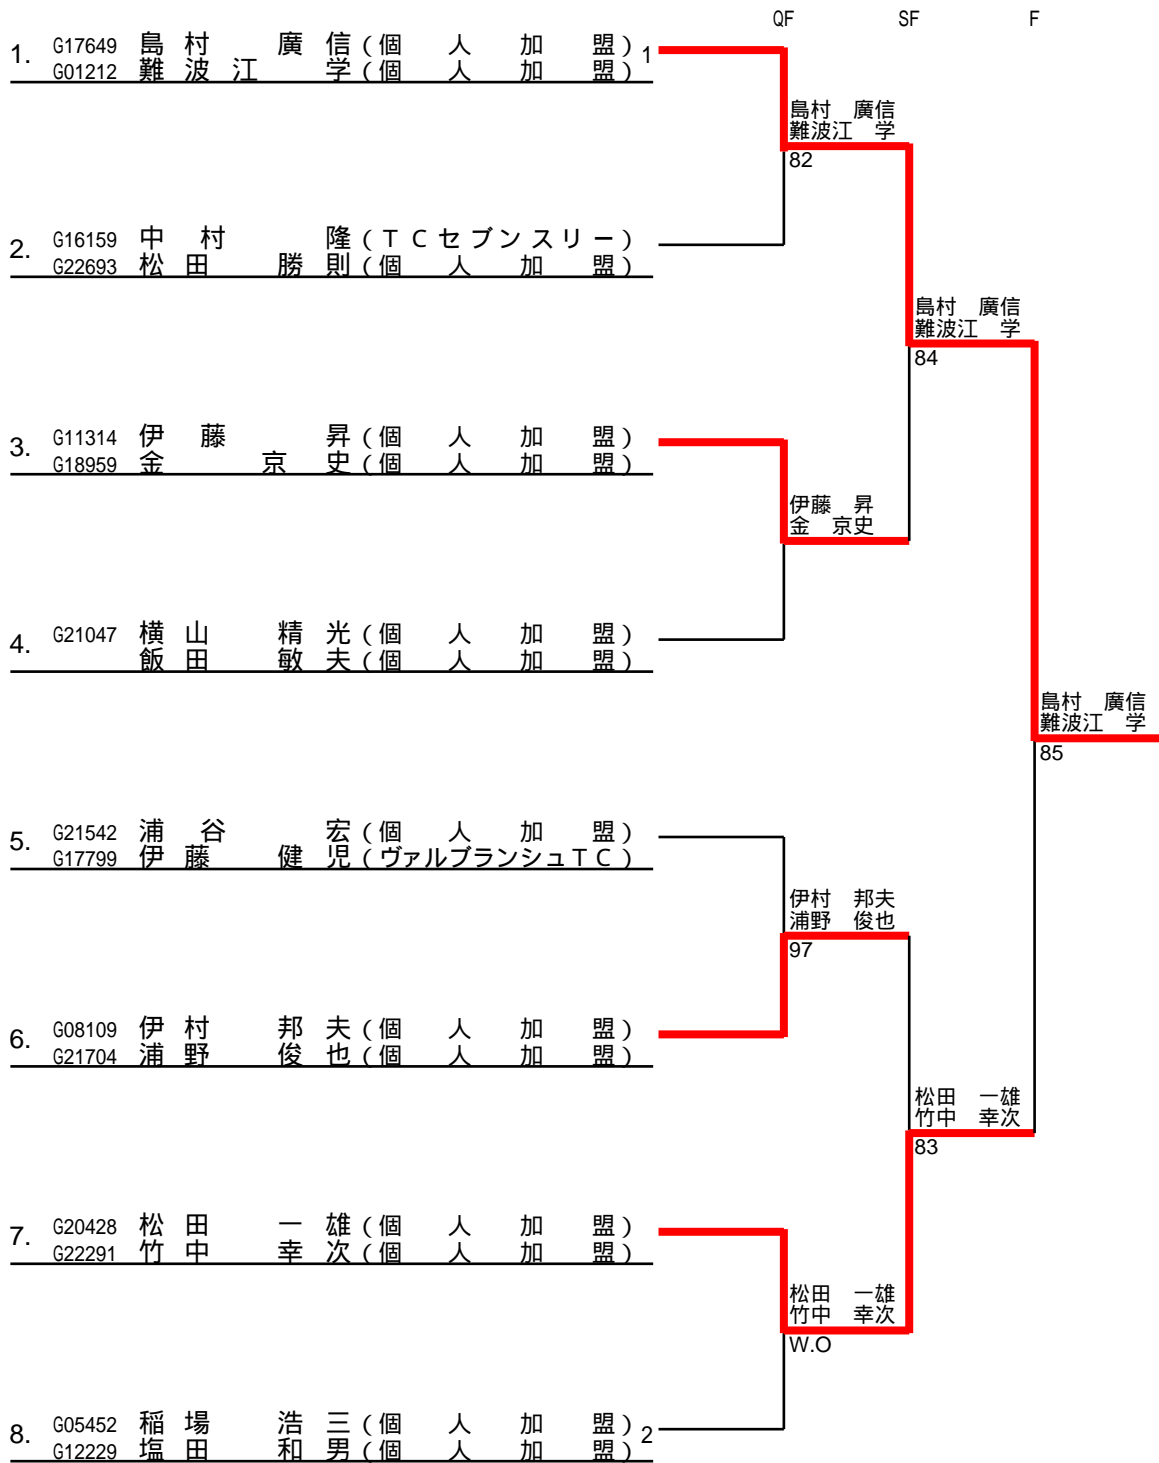 QF SF F
1. G17649 島村 廣信(個人加盟) 1
G01212 難波江 学(個人加盟)
島村 廣信
難波江 学
82
2. G16159 中村 隆(ＴＣセブンスリー)
G22693 松田 勝則(個人加盟)
島村 廣信
難波江 学
84
3. G11314 伊藤 昇(個人加盟)
G18959 金 京史(個人加盟)
伊藤 昇
金 京史
4. G21047 横山 精光(個人加盟)
飯田 敏夫(個人加盟)
島村 廣信
難波江 学
85
5. G21542 浦谷 宏(個人加盟)
G17799 伊藤 健児(ヴァルブランシュＴＣ)
伊村 邦夫
浦野 俊也
97
6. G08109 伊村 邦夫(個人加盟)
G21704 浦野 俊也(個人加盟)
松田 一雄
竹中 幸次
83
7. G20428 松田 一雄(個人加盟)
G22291 竹中 幸次(個人加盟)
松田 一雄
竹中 幸次
W.O
8. G05452 稲場 浩三(個人加盟) 2
G12229 塩田 和男(個人加盟)